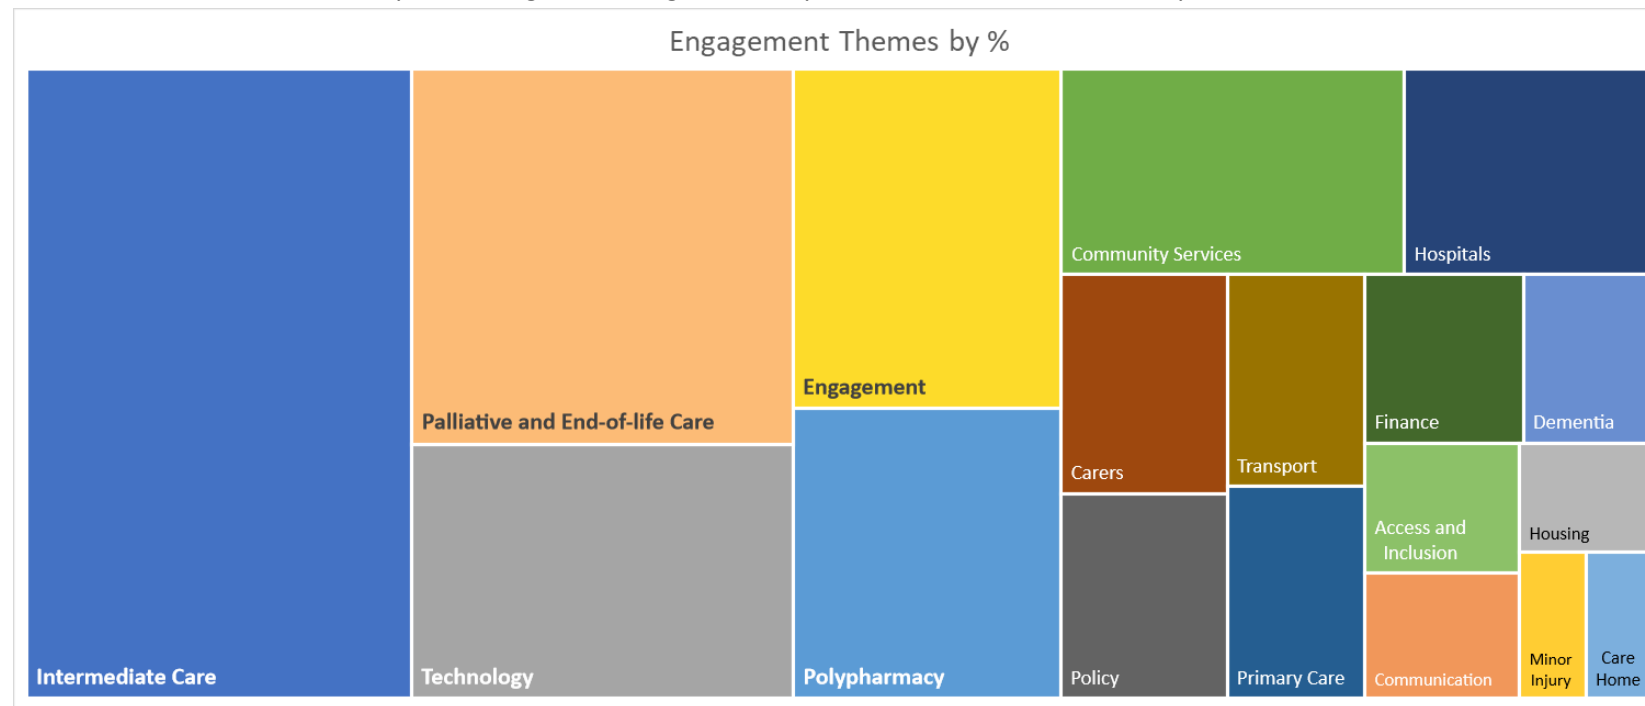 Engagement Themes by %
Intermediate Care
Palliative and End-of-life Care
Technology
Engagement
Polypharmacy
Community Services
Hospitals
Carers
Transport
Finance
Dementia
Policy
Primary Care
Access and
Inclusion
Housing
Communication
Minor
Injury
Care
Home